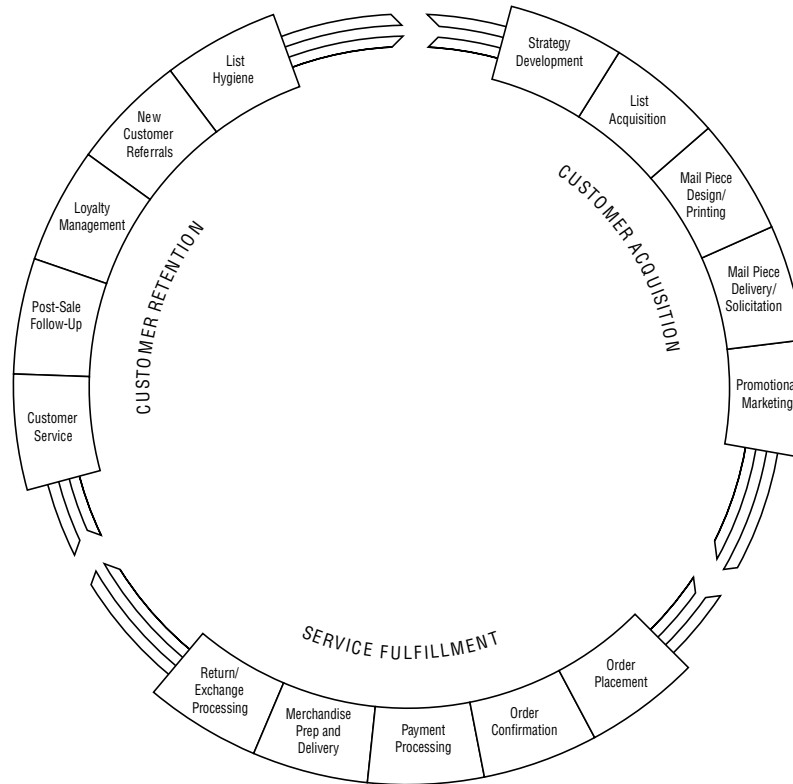 Strategy
Development
List
Acquisition
Mail Piece
Design/
Printing
Mail Piece
Delivery/
Solicitation
Promotional
Marketing
CUSTOMER ACQUISITION
Order
Placement
Order
Confirmation
Payment
Processing
Merchandise
Prep and
Delivery
Return/
Exchange
Processing
SERVICE FULFILLMENT
Customer
Service
Post-Sale
Follow-Up
Loyalty
Management
New
Customer
Referrals
List
Hygiene
CUSTOMER RETENTION